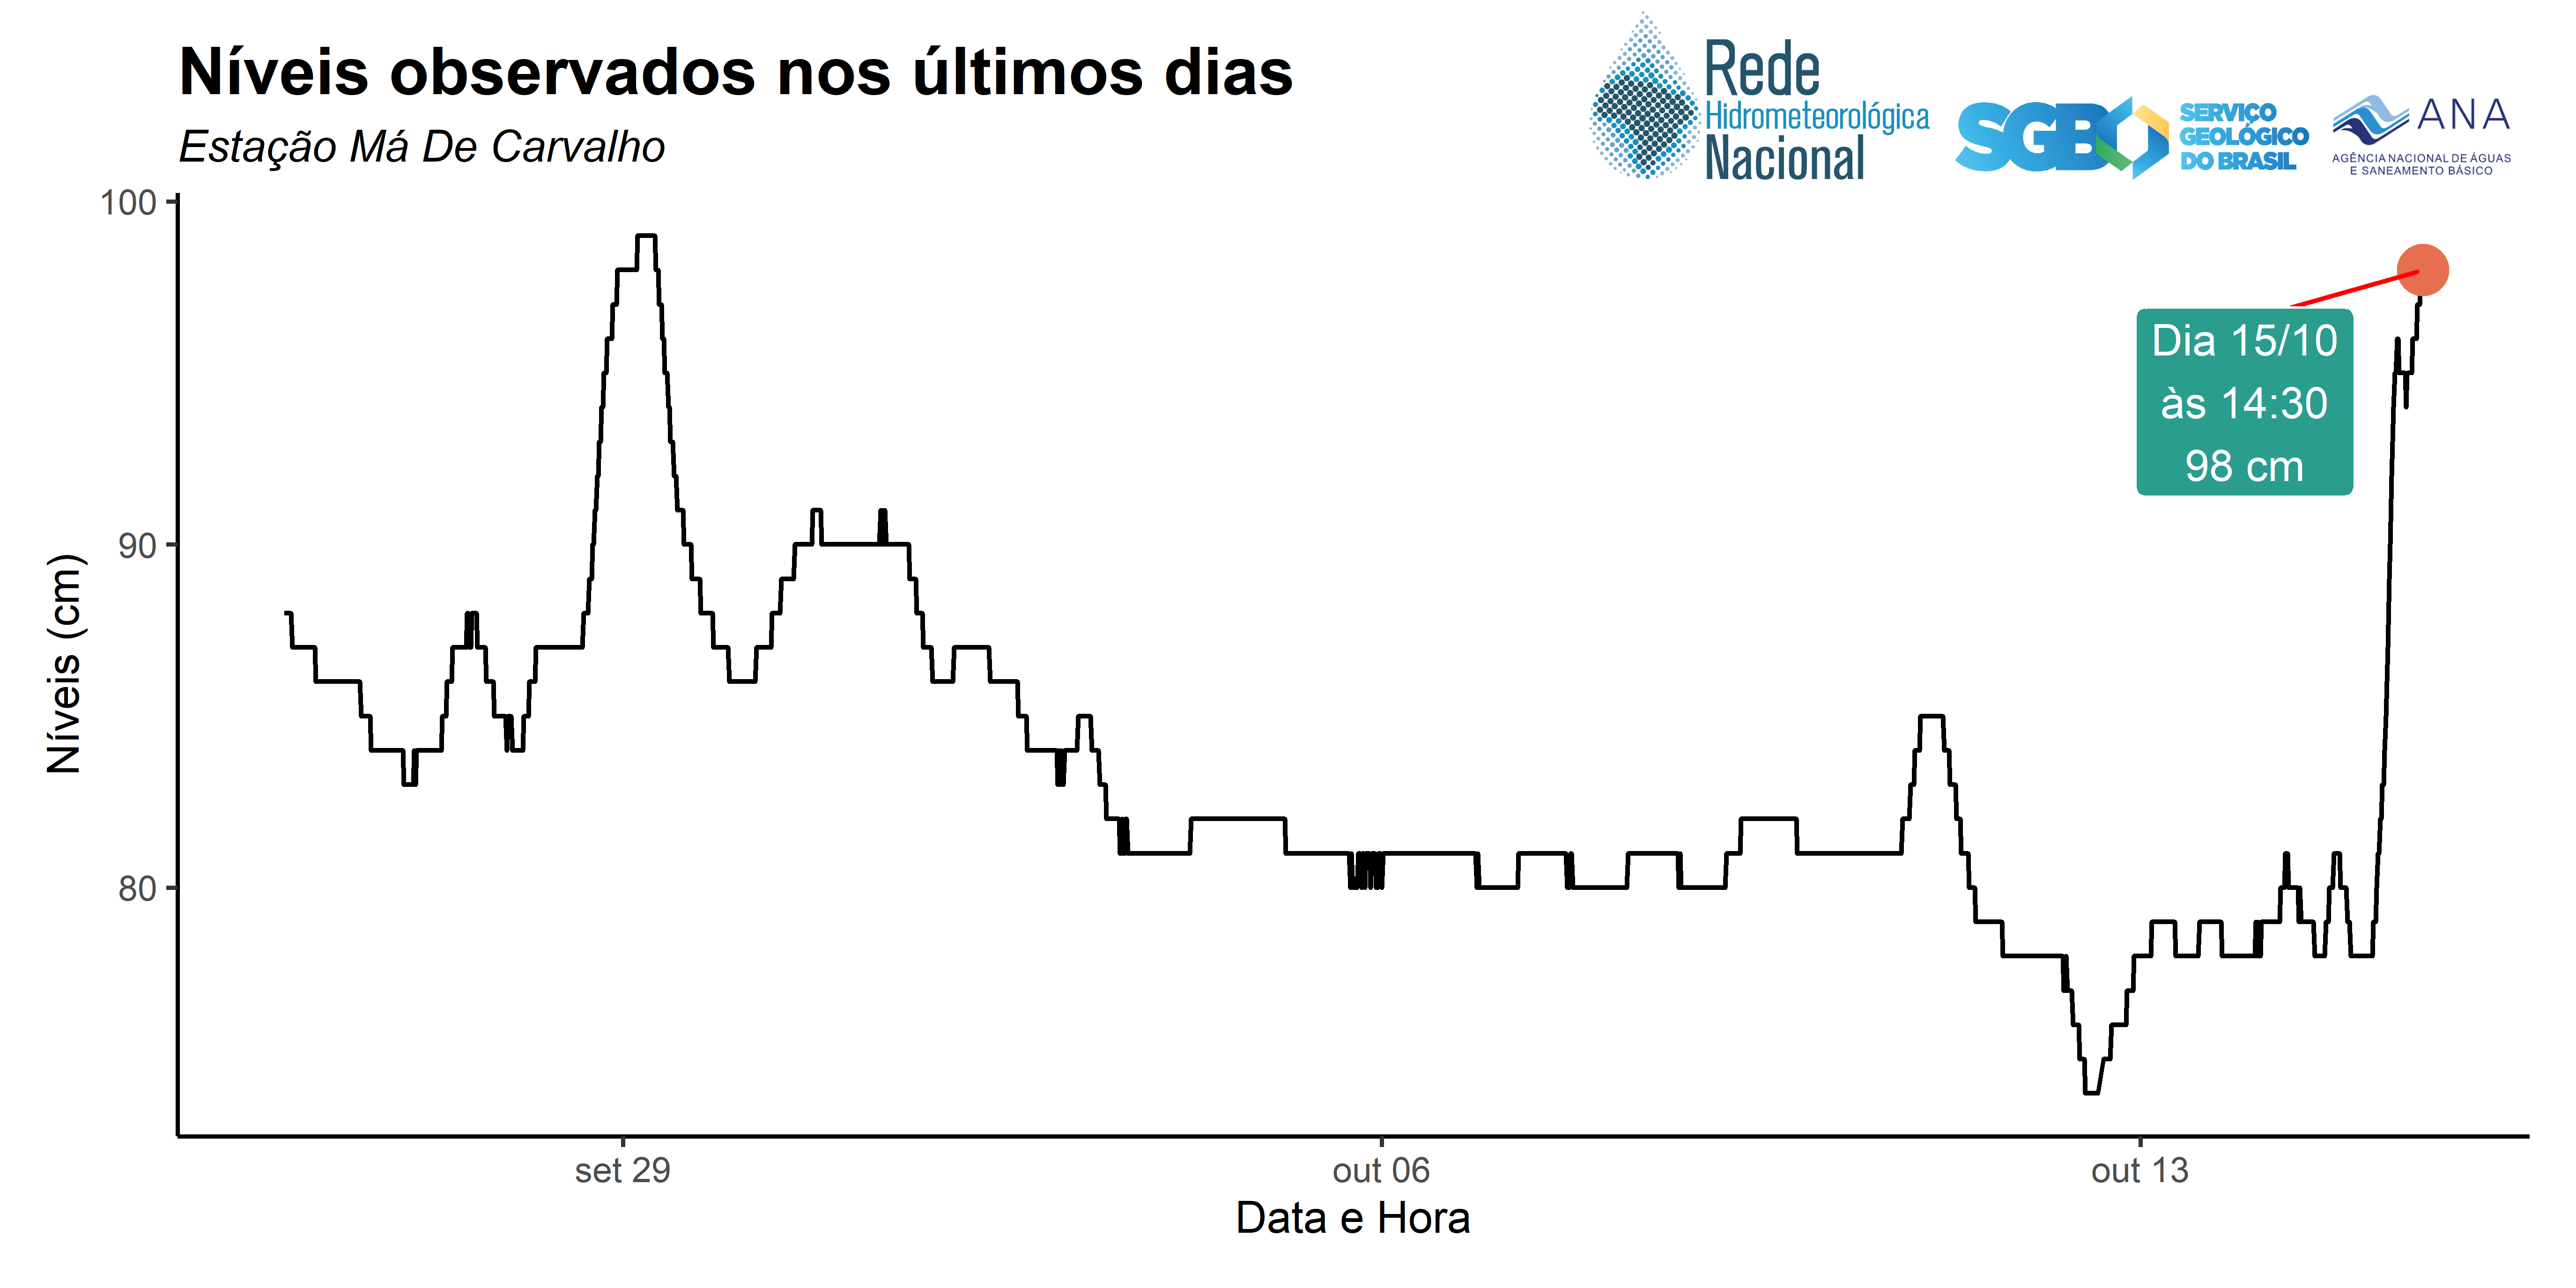 Níveis observados nos últimos dias
Estação Má De Carvalho
Rede
Hidrometeorológica
Nacional
SGB
SERVIÇO
GEOLÓGICO
DO BRASIL
ANA
AGÊNCIA NACIONAL DE ÁGUAS
E SANEAMENTO BÁSICO
100
90
80
Níveis (cm)
Dia 15/10
às 14:30
98 cm
set 29
out 06
out 13
Data e Hora